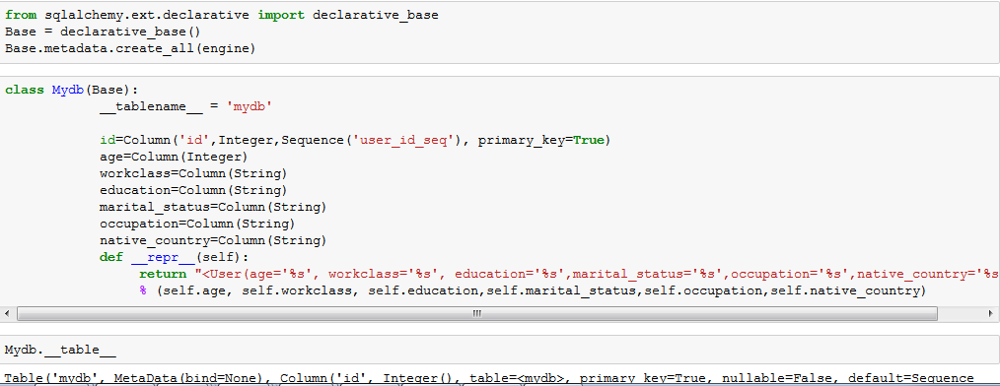 from sqlalchemy.ext.declarative import declarative_base
Base = declarative_base()
Base.metadata.create_all(engine)
class Mydb(Base):
__tablename__ = 'mydb'
id=Column('id',Integer,Sequence('user_id_seq'), primary_key=True)
age=Column(Integer)
workclass=Column(String)
education=Column(String)
marital_status=Column(String)
occupation=Column(String)
native_country=Column(String)
def __repr__(self):
return "<User(age='%s', workclass='%s', education='%s',marital_status='%s',occupation='%s',native_country='%s
% (self.age, self.workclass, self.education,self.marital_status,self.occupation,self.native_country)
Mydb.__table__
Table('mydb', MetaData(bind=None), Column('id', Integer(), table=<mydb>, primary_key=True, nullable=False, default=Sequence